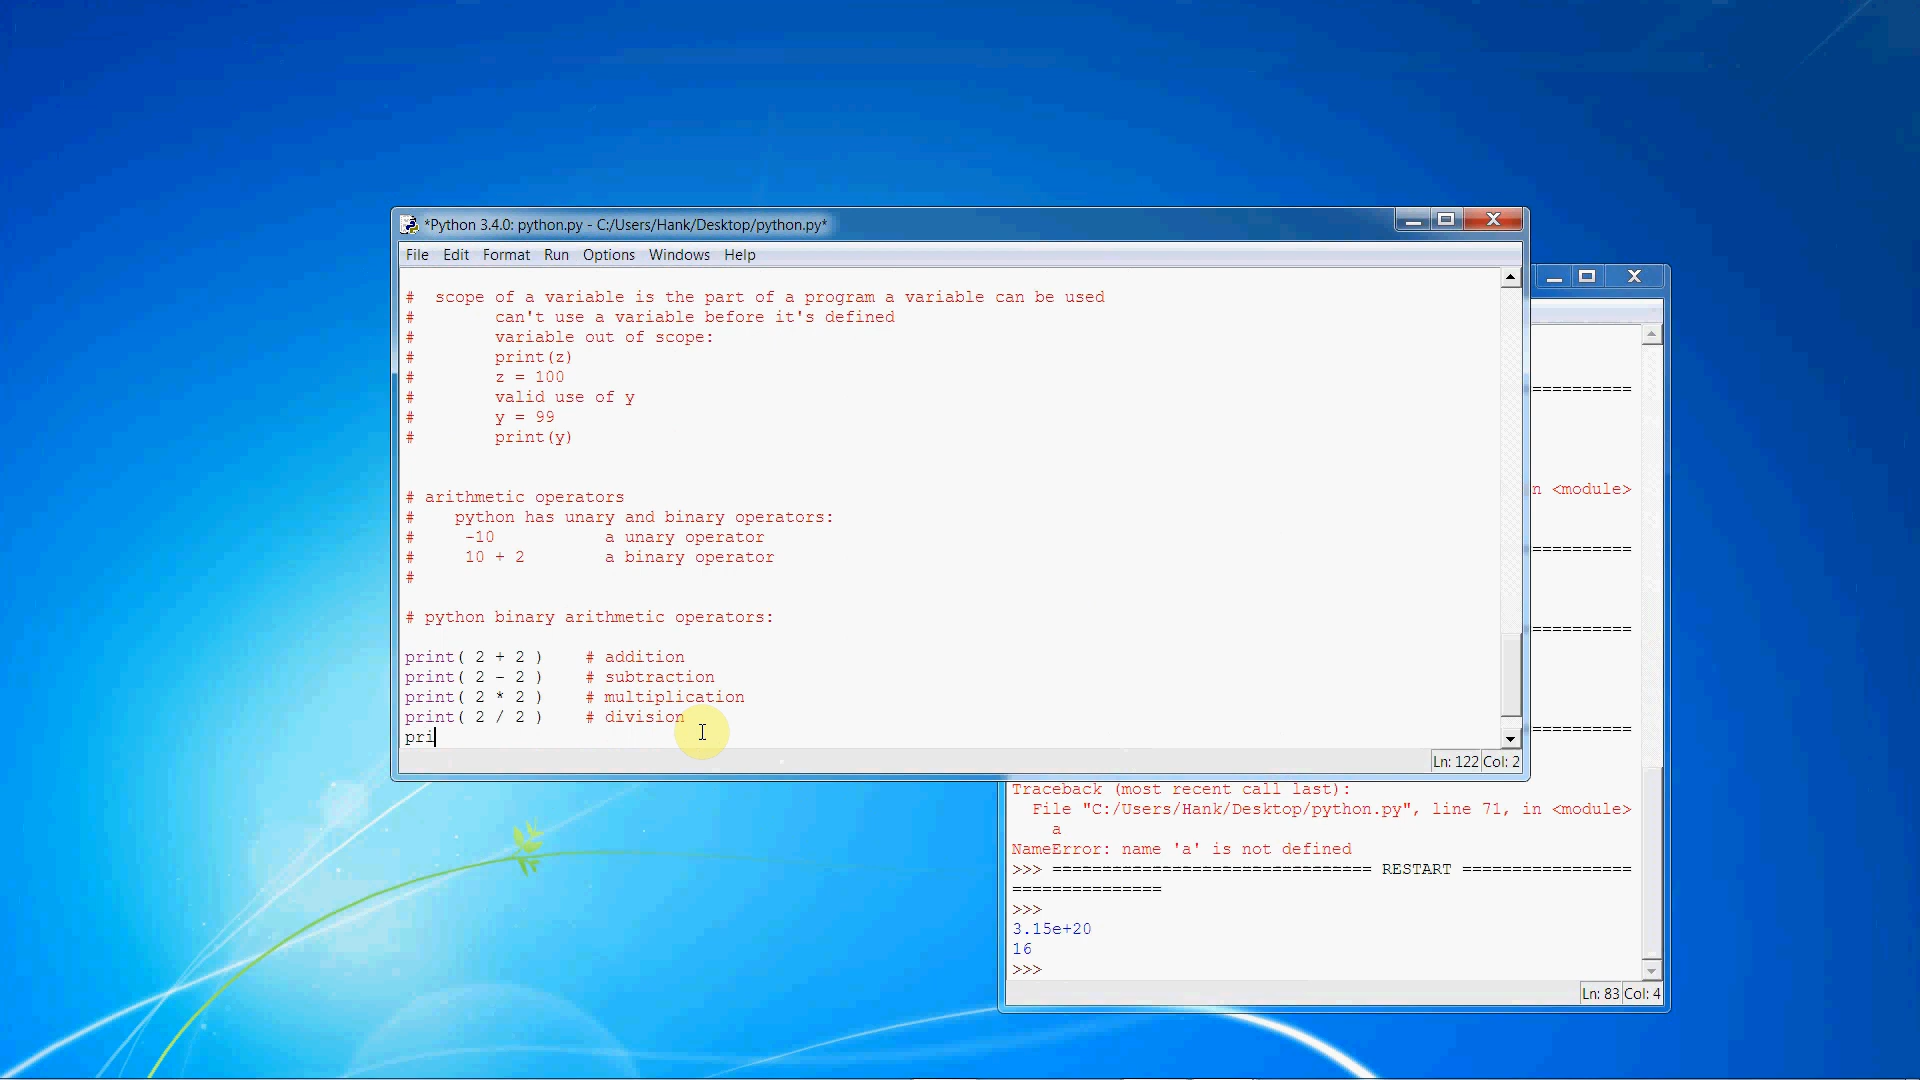 *Python 3.4.0: python.py - C:/Users/Hank/Desktop/python.py*
File Edit Format Run Options Windows Help
#  scope of a variable is the part of a program a variable can be used
#        can't use a variable before it's defined
#        variable out of scope:
#        print(z)
#        z = 100
#        valid use of y
#        y = 99
#        print(y)
# arithmetic operators
#    python has unary and binary operators:
#     -10           a unary operator
#     10 + 2        a binary operator
#
# python binary arithmetic operators:
print( 2 + 2 )    # addition
print( 2 - 2 )    # subtraction
print( 2 * 2 )    # multiplication
print( 2 / 2 )    # division
pri
Ln: 122 Col: 2
==========
n <module>
==========
==========
==========
Traceback (most recent call last):
  File "C:/Users/Hank/Desktop/python.py", line 71, in <module>
    a
NameError: name 'a' is not defined
>>> ================================ RESTART =================
===============
>>>
3.15e+20
16
>>>
Ln: 83 Col: 4